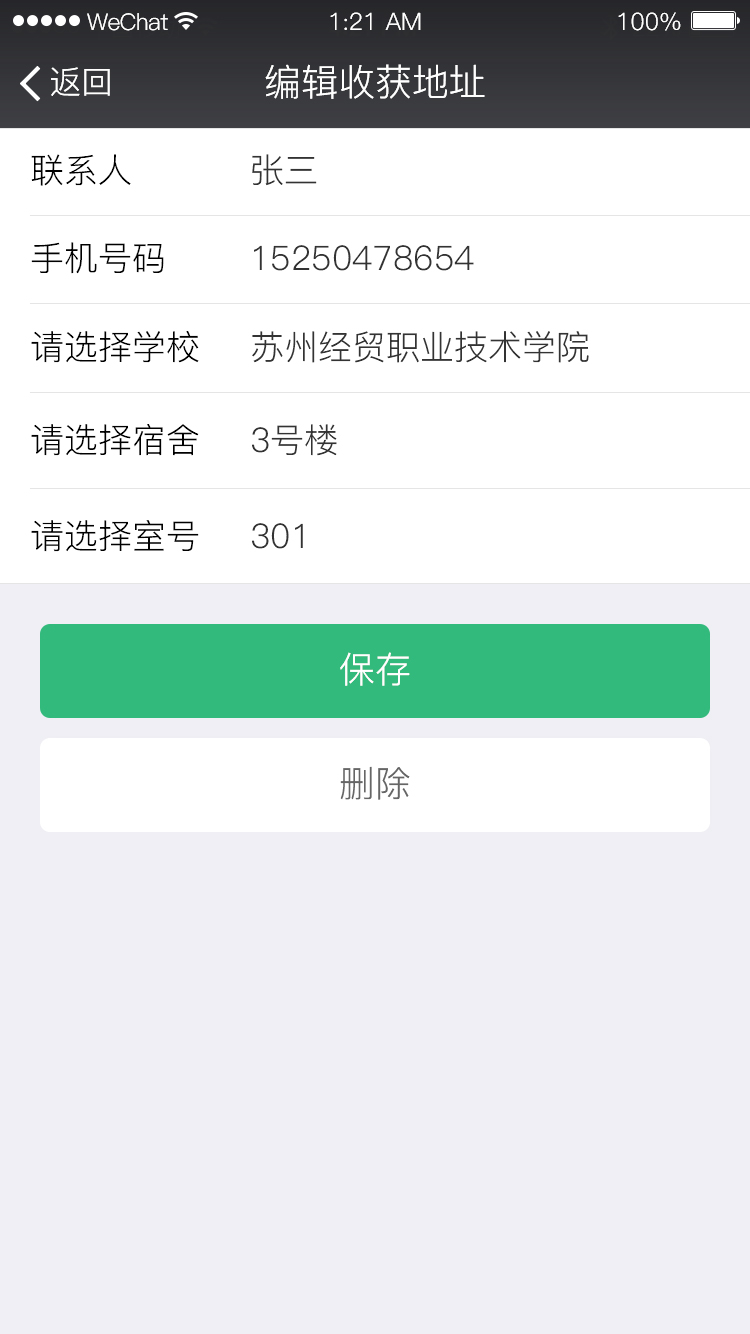 WeChat 1:21 AM 100%
返回 编辑收获地址
联系人 张三
手机号码 15250478654
请选择学校 苏州经贸职业技术学院
请选择宿舍 3号楼
请选择室号 301
保存
删除